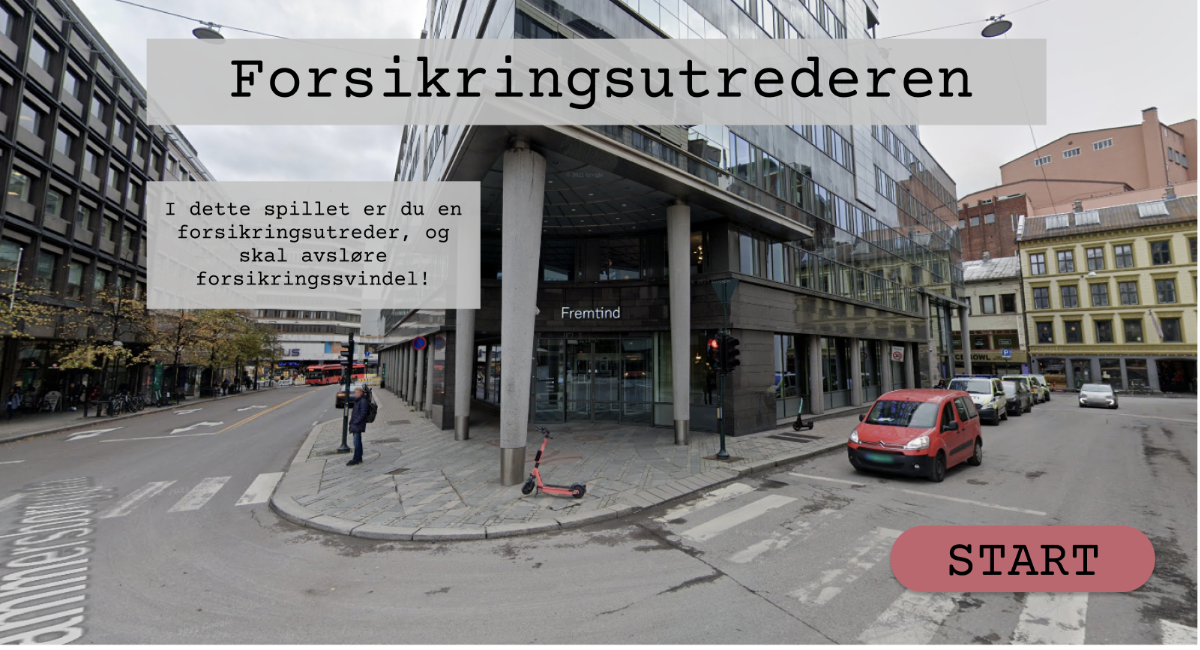 Forsikringsutrederen
I dette spillet er du en
forsikringsutreder, og
skal avsløre
forsikringssvindel!
Fremtind
START